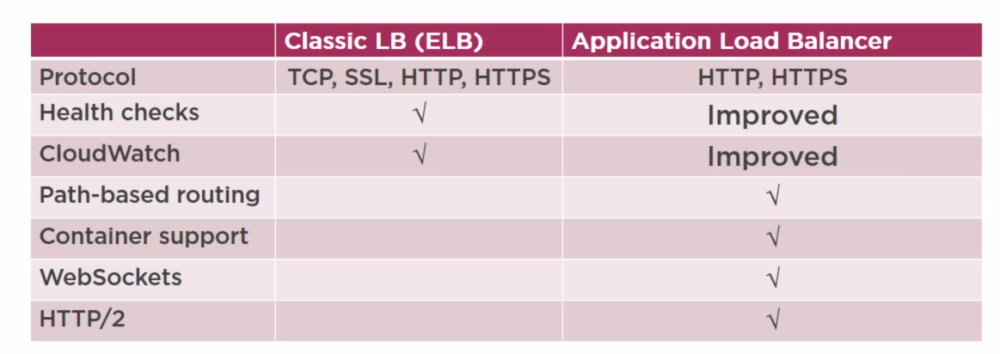 Classic LB (ELB) Application Load Balancer
Protocol TCP, SSL, HTTP, HTTPS HTTP, HTTPS
Health checks √ Improved
CloudWatch √ Improved
Path-based routing √
Container support √
WebSockets √
HTTP/2 √